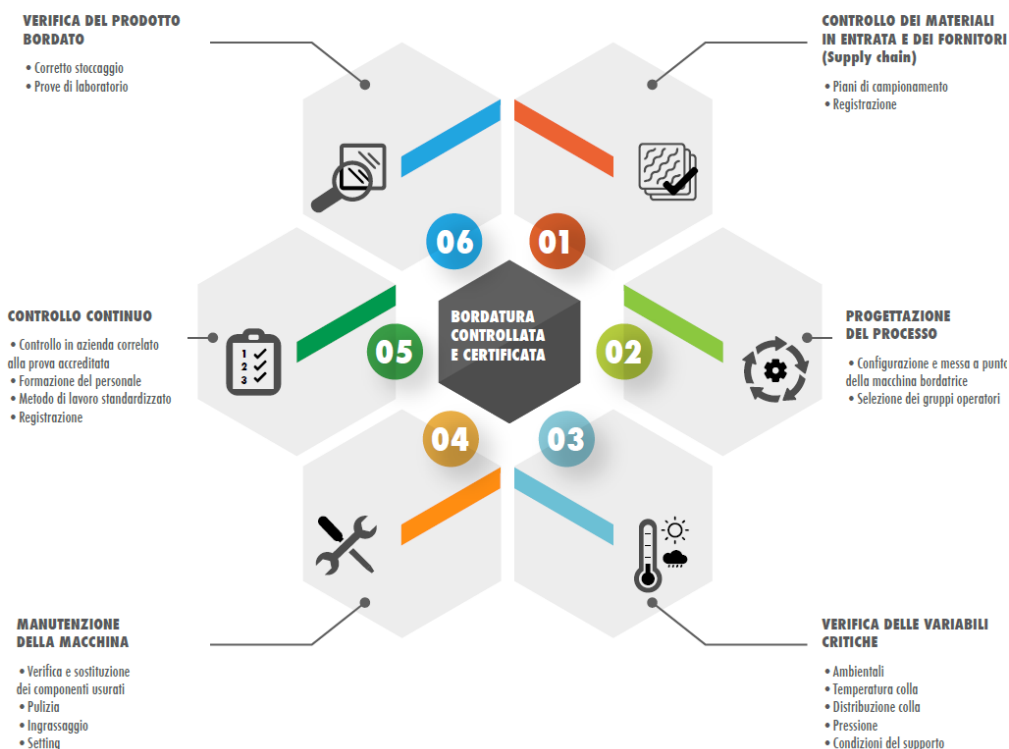 VERIFICA DEL PRODOTTO
BORDATO
• Corretto stoccaggio
• Prove di laboratorio
CONTROLLO DEI MATERIALI
IN ENTRATA E DEI FORNITORI
(Supply chain)
• Piani di campionamento
• Registrazione
06
01
CONTROLLO CONTINUO
• Controllo in azienda correlato
alla prova accreditata
• Formazione del personale
• Metodo di lavoro standardizzato
• Registrazione
1
2
3
05
BORDATURA
CONTROLLATA
E CERTIFICATA
02
PROGETTAZIONE
DEL PROCESSO
• Configurazione e messa a punto
della macchina bordatrice
• Selezione dei gruppi operatori
04
03
MANUTENZIONE
DELLA MACCHINA
• Verifica e sostituzione
dei componenti usurati
• Pulizia
• Ingrassaggio
• Setting
VERIFICA DELLE VARIABILI
CRITICHE
• Ambientali
• Temperatura colla
• Distribuzione colla
• Pressione
• Condizioni del supporto